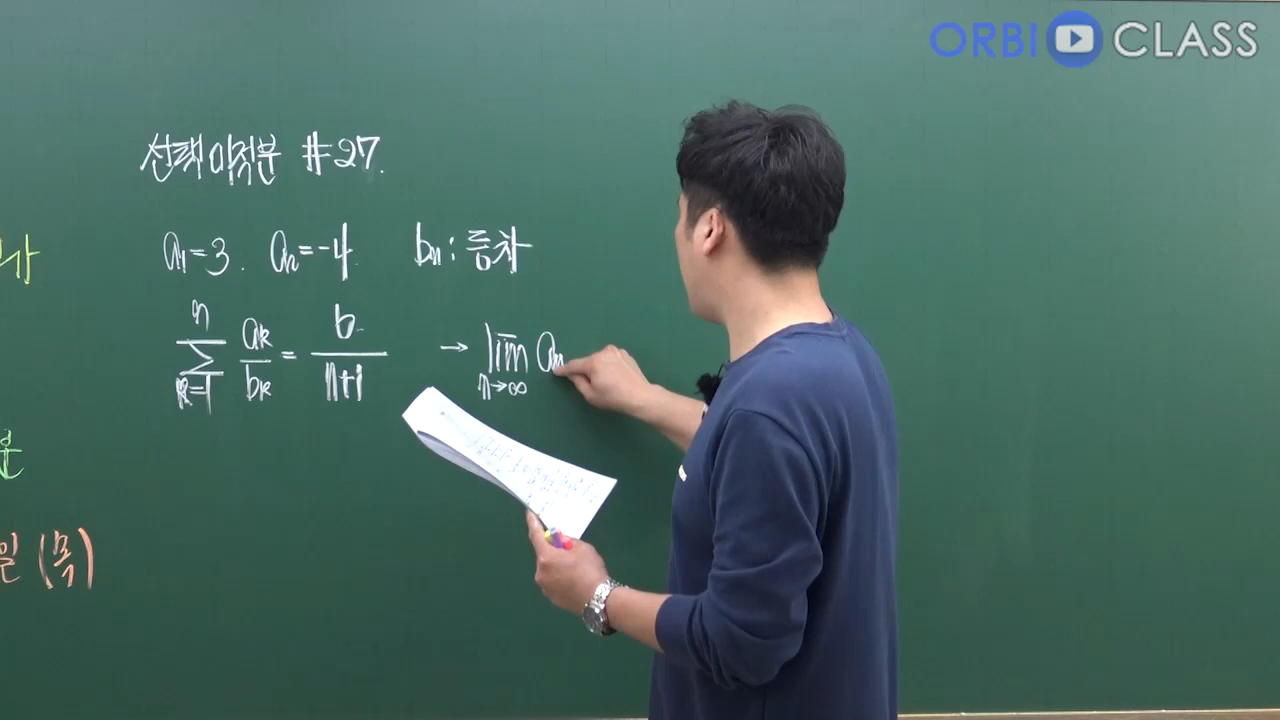 ORBI CLASS
선택 미적분 #27.
a₁=3. a₂=-4. bₙ: 등차
n
∑ aₖ/bₖ = 6/(n+1) → lim aₙ
k=1 n→∞
(목)